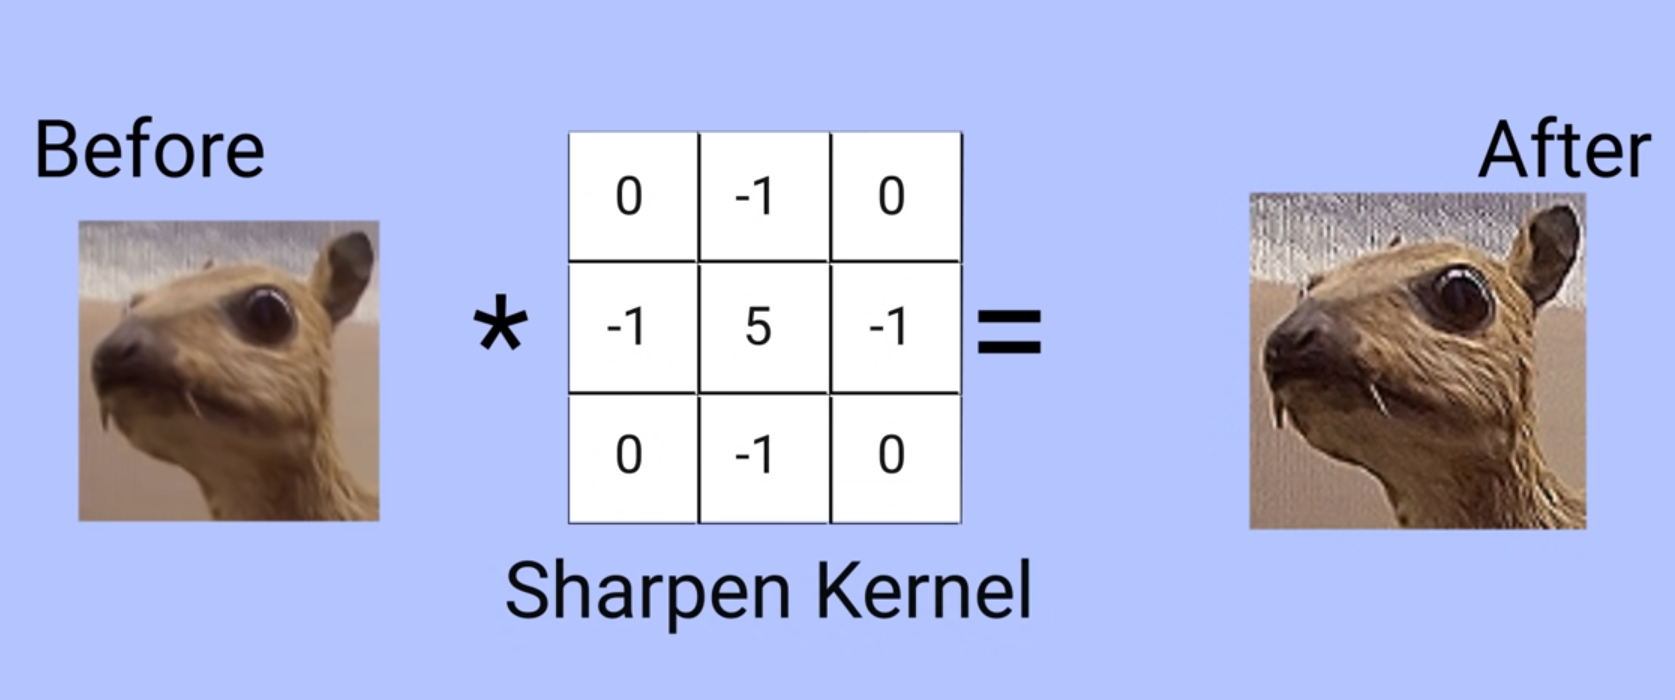 Before
After
*
0 -1 0
-1 5 -1
=
0 -1 0
Sharpen Kernel